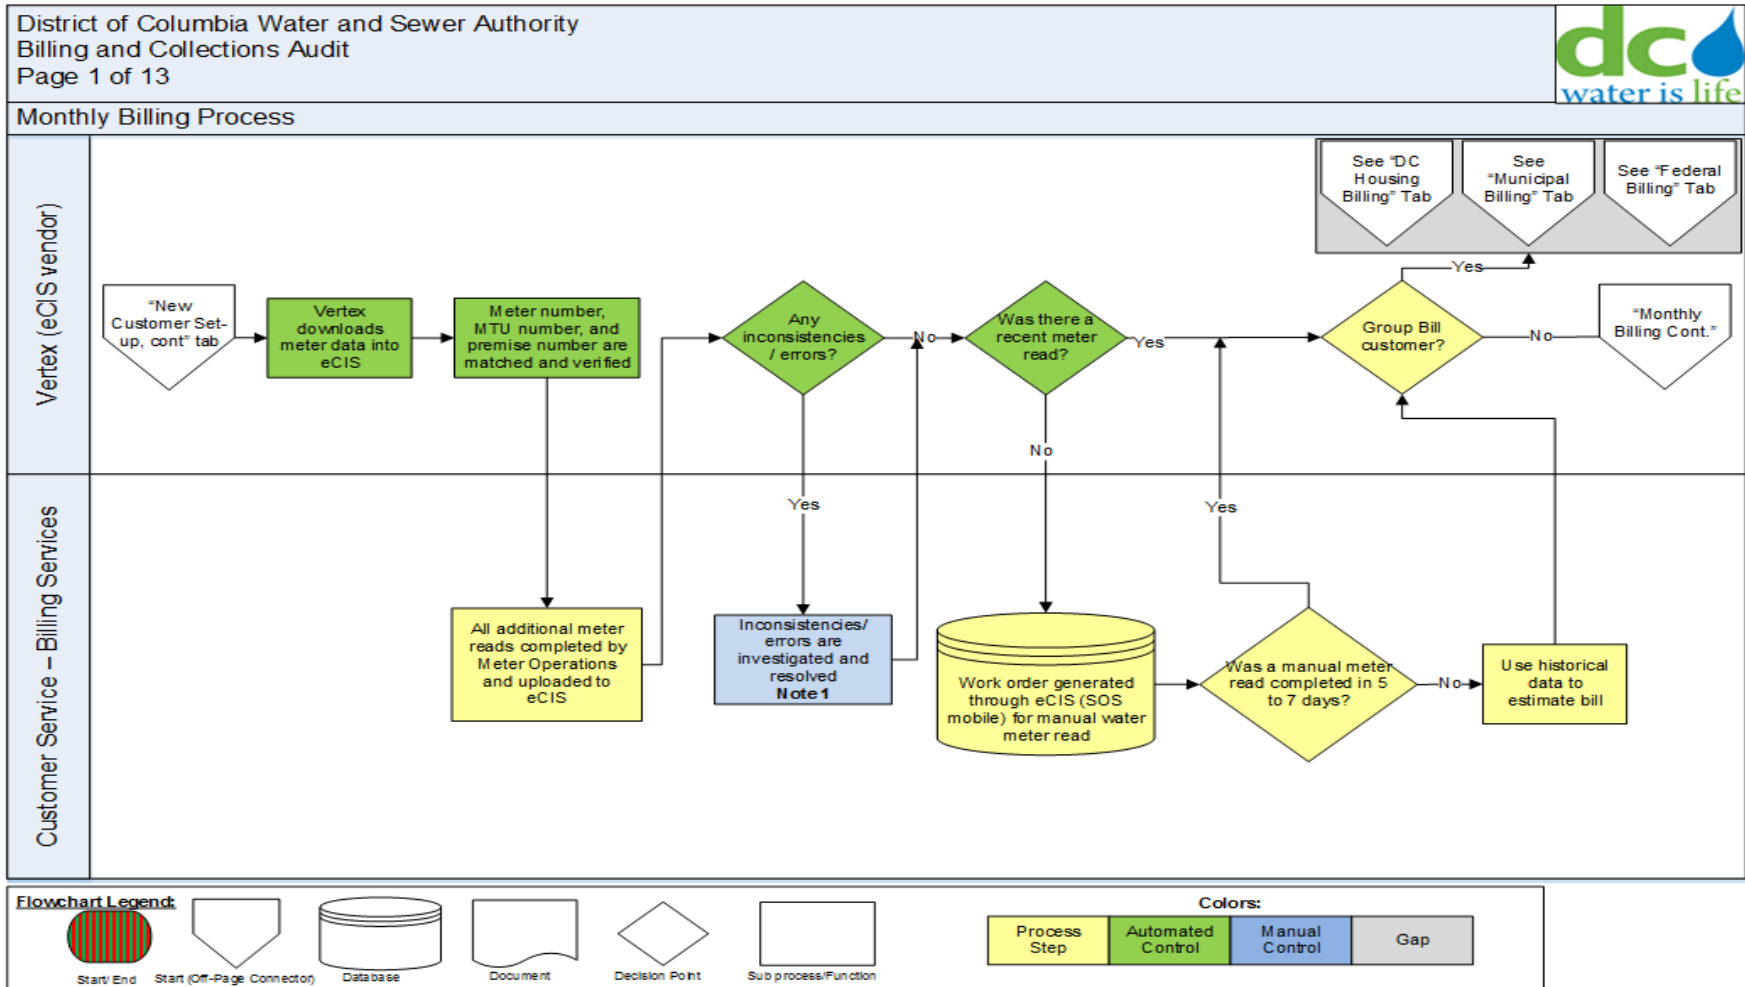 District of Columbia Water and Sewer Authority
Billing and Collections Audit
Page 1 of 13
dc
water is life
Monthly Billing Process
Vertex (eCIS vendor)
See “DC
Housing
Billing” Tab
See
“Municipal
Billing” Tab
See “Federal
Billing” Tab
Yes
“New
Customer Set-
up, cont” tab
Vertex
downloads
meter data into
eCIS
Meter number,
MTU number, and
premise number are
matched and verified
Any
inconsistencies
/ errors?
No
Was there a
recent meter
read?
Yes
Group Bill
customer?
No
“Monthly
Billing Cont.”
No
Customer Service – Billing Services
Yes
Yes
All additional meter
reads completed by
Meter Operations
and uploaded to
eCIS
Inconsistencies/
errors are
investigated and
resolved
Note 1
Work order generated
through eCIS (SOS
mobile) for manual water
meter read
Was a manual meter
read completed in 5
to 7 days?
No
Use historical
data to
estimate bill
Flowchart Legend:
Start/ End
Start (Off-Page Connector)
Database
Document
Decision Point
Sub process/Function
Colors:
Process
Step
Automated
Control
Manual
Control
Gap